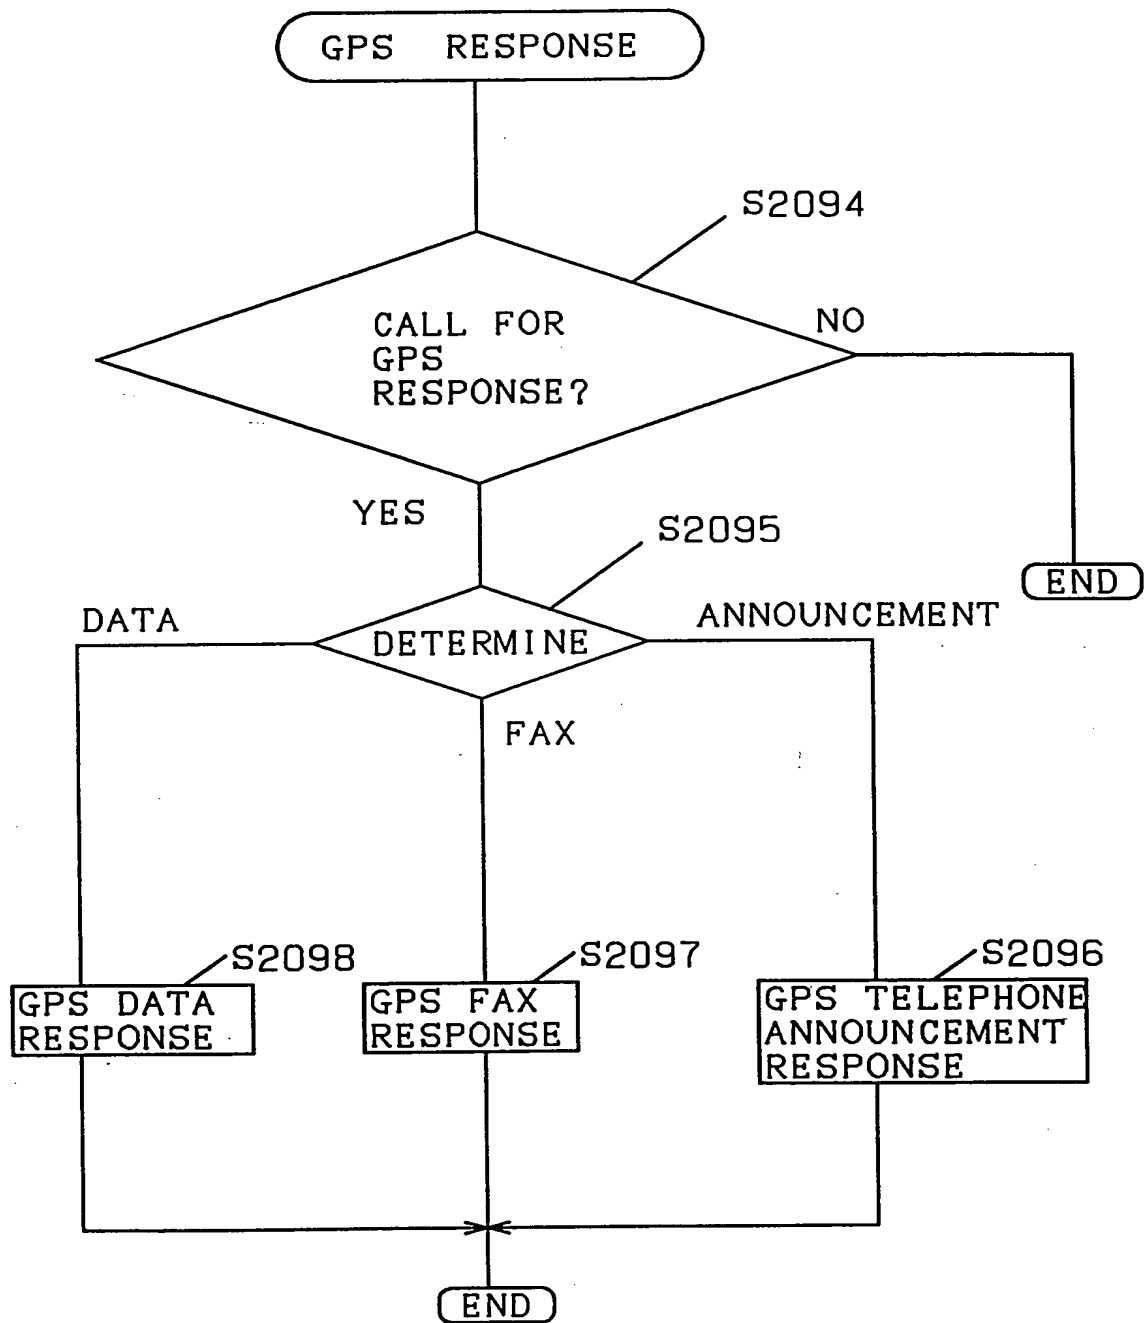 GPS RESPONSE
S2094
CALL FOR
GPS
RESPONSE?
NO
YES
S2095
END
DATA
DETERMINE
ANNOUNCEMENT
FAX
S2098
S2097
S2096
GPS DATA
RESPONSE
GPS FAX
RESPONSE
GPS TELEPHONE
ANNOUNCEMENT
RESPONSE
END